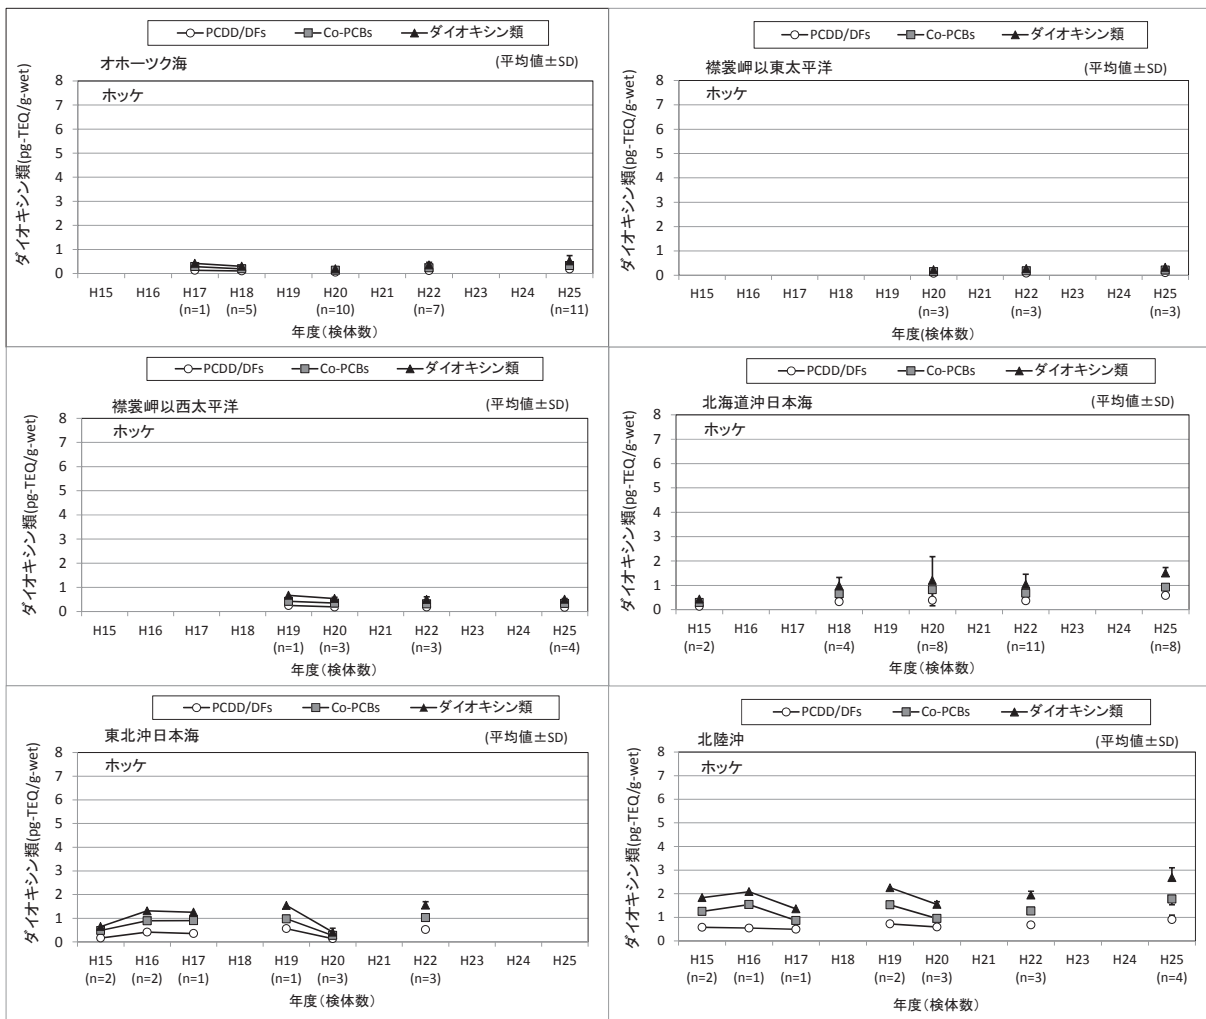 PCDD/DFs Co-PCBs ダイオキシン類
オホーツク海 (平均値±SD)
ホッケ
ダイオキシン類(pg-TEQ/g-wet)
8
7
6
5
4
3
2
1
0
H15 H16 H17 H18 H19 H20 H21 H22 H23 H24 H25
(n=1) (n=5) (n=10) (n=7) (n=11)
年度(検体数)
PCDD/DFs Co-PCBs ダイオキシン類
襟裳岬以東太平洋 (平均値±SD)
ホッケ
ダイオキシン類(pg-TEQ/g-wet)
8
7
6
5
4
3
2
1
0
H15 H16 H17 H18 H19 H20 H21 H22 H23 H24 H25
(n=3) (n=3) (n=3)
年度(検体数)
PCDD/DFs Co-PCBs ダイオキシン類
襟裳岬以西太平洋 (平均値±SD)
ホッケ
ダイオキシン類(pg-TEQ/g-wet)
8
7
6
5
4
3
2
1
0
H15 H16 H17 H18 H19 H20 H21 H22 H23 H24 H25
(n=1) (n=3) (n=3) (n=4)
年度(検体数)
PCDD/DFs Co-PCBs ダイオキシン類
北海道沖日本海 (平均値±SD)
ホッケ
ダイオキシン類(pg-TEQ/g-wet)
8
7
6
5
4
3
2
1
0
H15 H16 H17 H18 H19 H20 H21 H22 H23 H24 H25
(n=2) (n=4) (n=8) (n=11) (n=8)
年度(検体数)
PCDD/DFs Co-PCBs ダイオキシン類
東北沖日本海 (平均値±SD)
ホッケ
ダイオキシン類(pg-TEQ/g-wet)
8
7
6
5
4
3
2
1
0
H15 H16 H17 H18 H19 H20 H21 H22 H23 H24 H25
(n=2) (n=2) (n=1) (n=1) (n=3) (n=3)
年度(検体数)
PCDD/DFs Co-PCBs ダイオキシン類
北陸沖 (平均値±SD)
ホッケ
ダイオキシン類(pg-TEQ/g-wet)
8
7
6
5
4
3
2
1
0
H15 H16 H17 H18 H19 H20 H21 H22 H23 H24 H25
(n=2) (n=1) (n=1) (n=2) (n=3) (n=3) (n=4)
年度(検体数)